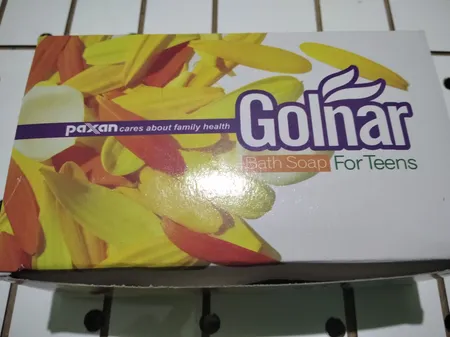 paxan cares about family health
Golnar
Bath Soap For Teens